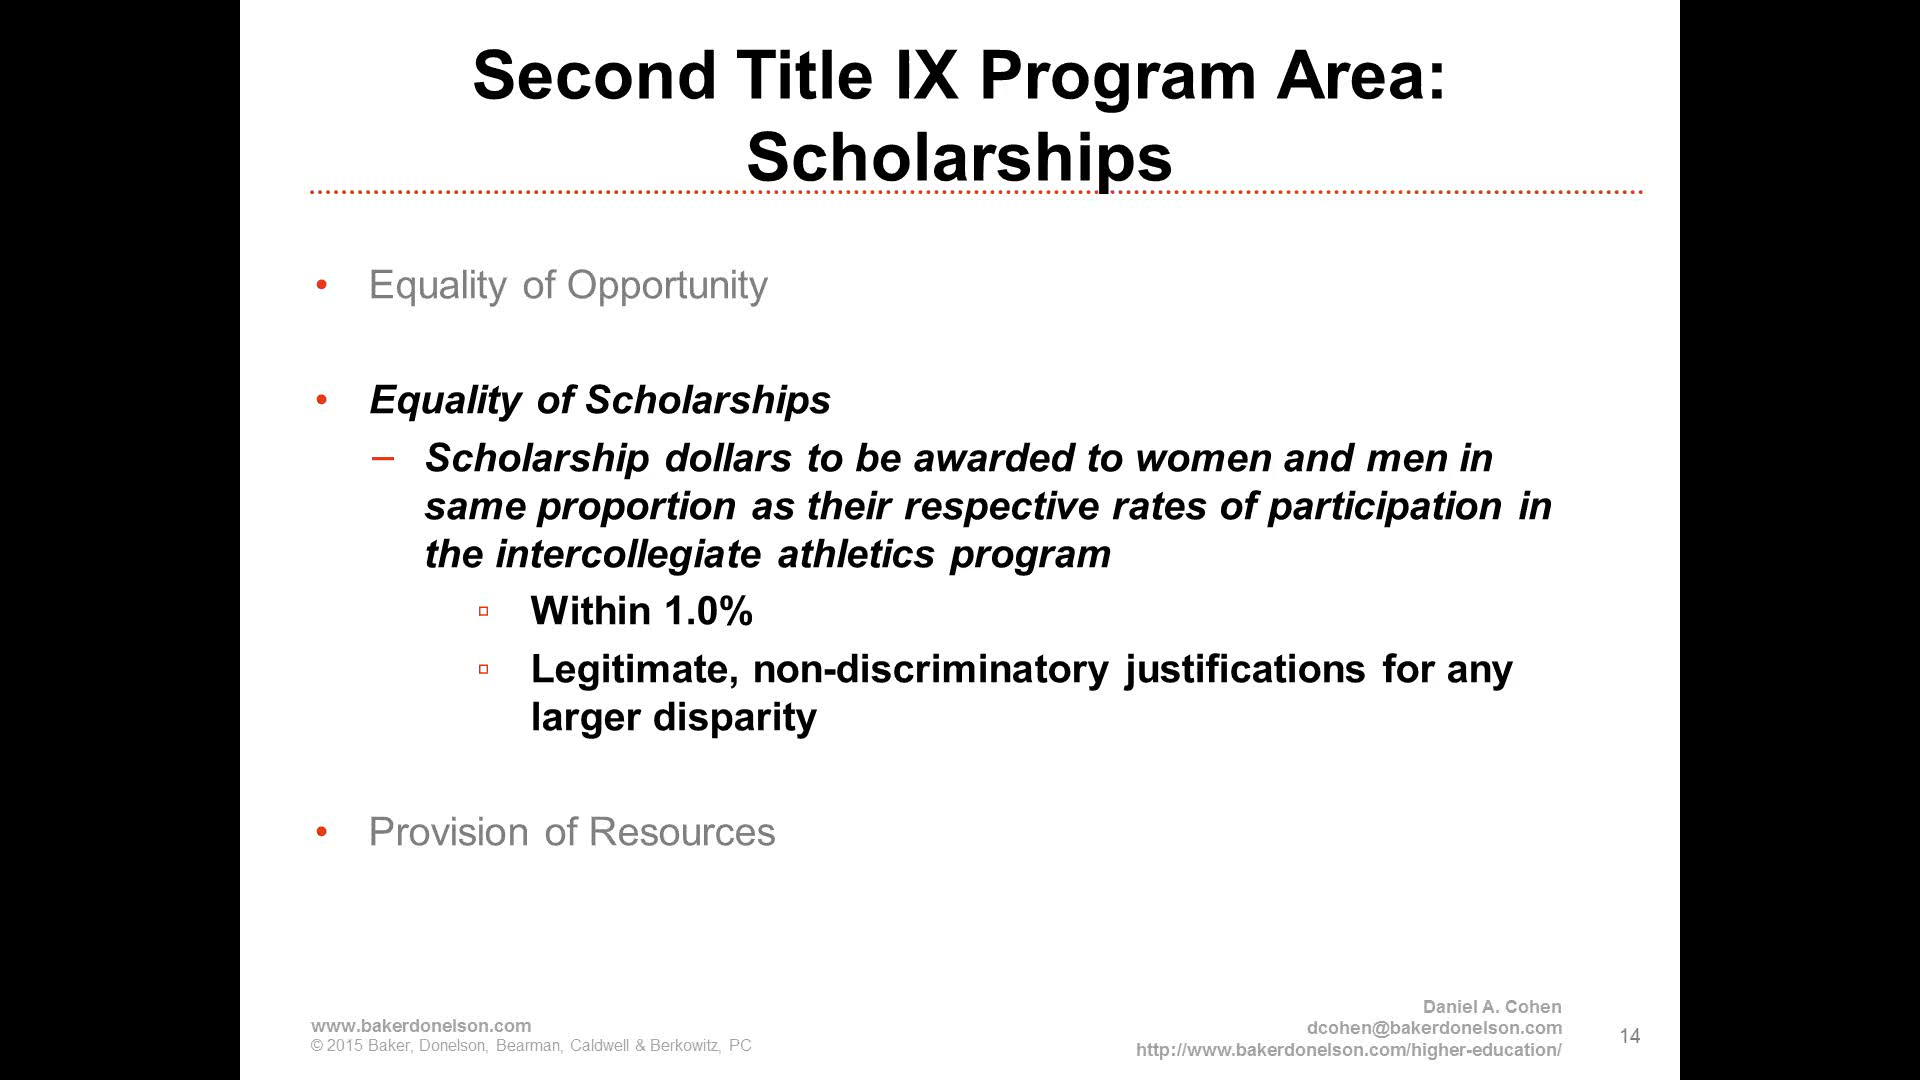 Second Title IX Program Area:
Scholarships
• Equality of Opportunity
• Equality of Scholarships
– Scholarship dollars to be awarded to women and men in
same proportion as their respective rates of participation in
the intercollegiate athletics program
▫ Within 1.0%
▫ Legitimate, non-discriminatory justifications for any
larger disparity
• Provision of Resources
www.bakerdonelson.com
© 2015 Baker, Donelson, Bearman, Caldwell & Berkowitz, PC
Daniel A. Cohen
dcohen@bakerdonelson.com
http://www.bakerdonelson.com/higher-education/
14